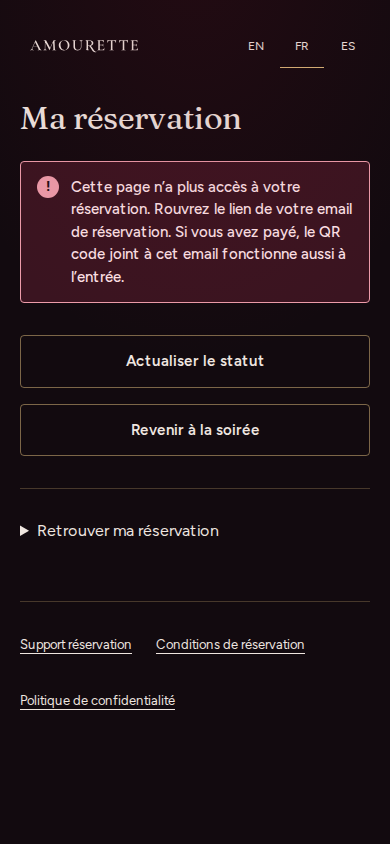 AMOURETTE
EN FR ES
Ma réservation
! Cette page n’a plus accès à votre
réservation. Rouvrez le lien de votre email
de réservation. Si vous avez payé, le QR
code joint à cet email fonctionne aussi à
l’entrée.
Actualiser le statut
Revenir à la soirée
Retrouver ma réservation
Support réservation Conditions de réservation
Politique de confidentialité